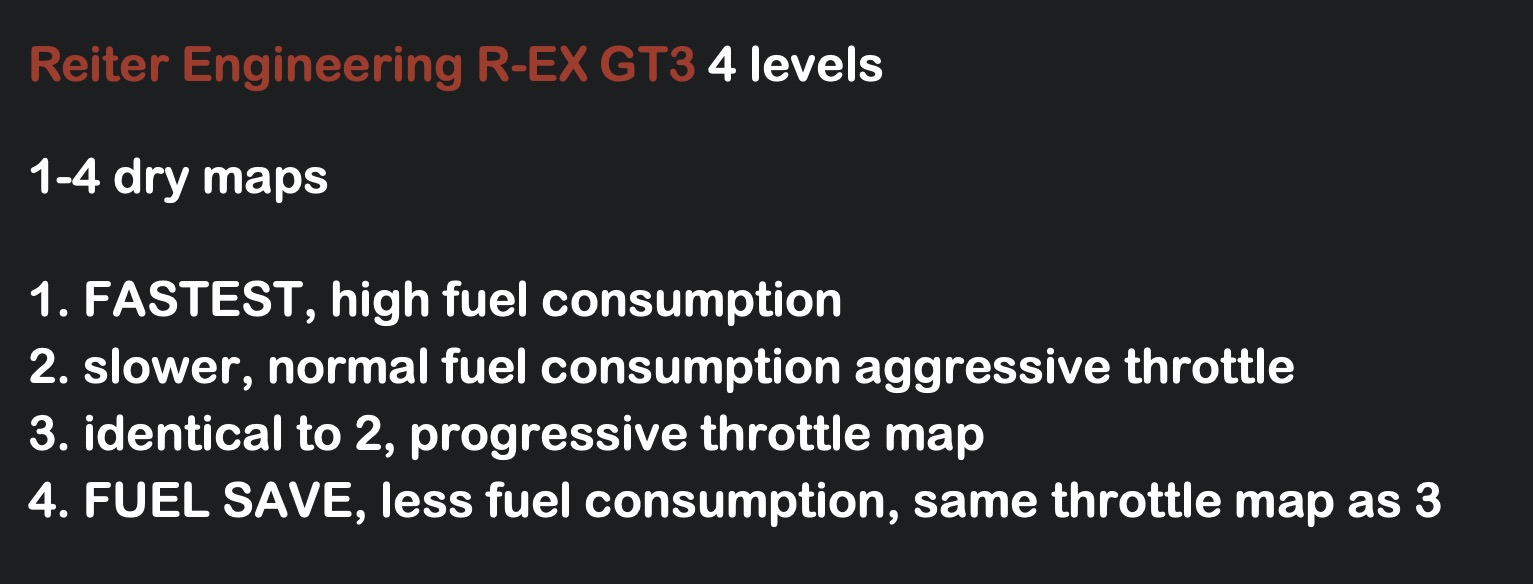 Reiter Engineering R-EX GT3 4 levels
1-4 dry maps
1. FASTEST, high fuel consumption
2. slower, normal fuel consumption aggressive throttle
3. identical to 2, progressive throttle map
4. FUEL SAVE, less fuel consumption, same throttle map as 3